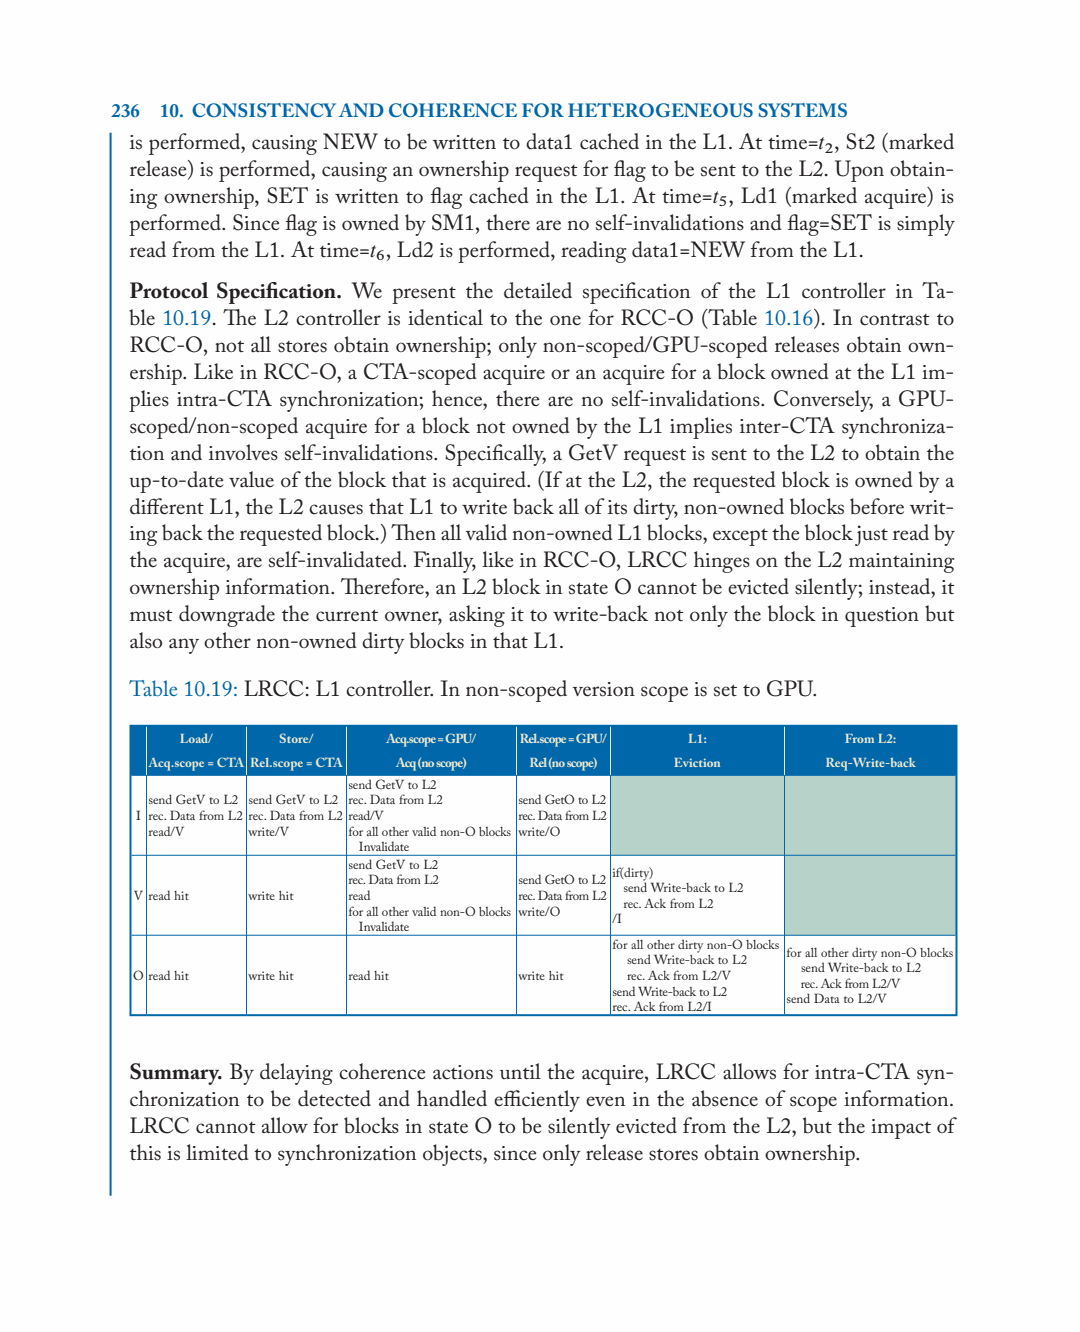 236 10. CONSISTENCY AND COHERENCE FOR HETEROGENEOUS SYSTEMS
is performed, causing NEW to be written to data1 cached in the L1. At time=t₂, St2 (marked
release) is performed, causing an ownership request for flag to be sent to the L2. Upon obtain-
ing ownership, SET is written to flag cached in the L1. At time=t₅, Ld1 (marked acquire) is
performed. Since flag is owned by SM1, there are no self-invalidations and flag=SET is simply
read from the L1. At time=t₆, Ld2 is performed, reading data1=NEW from the L1.
Protocol Specification. We present the detailed specification of the L1 controller in Ta-
ble 10.19. The L2 controller is identical to the one for RCC-O (Table 10.16). In contrast to
RCC-O, not all stores obtain ownership; only non-scoped/GPU-scoped releases obtain own-
ership. Like in RCC-O, a CTA-scoped acquire or an acquire for a block owned at the L1 im-
plies intra-CTA synchronization; hence, there are no self-invalidations. Conversely, a GPU-
scoped/non-scoped acquire for a block not owned by the L1 implies inter-CTA synchroniza-
tion and involves self-invalidations. Specifically, a GetV request is sent to the L2 to obtain the
up-to-date value of the block that is acquired. (If at the L2, the requested block is owned by a
different L1, the L2 causes that L1 to write back all of its dirty, non-owned blocks before writ-
ing back the requested block.) Then all valid non-owned L1 blocks, except the block just read by
the acquire, are self-invalidated. Finally, like in RCC-O, LRCC hinges on the L2 maintaining
ownership information. Therefore, an L2 block in state O cannot be evicted silently; instead, it
must downgrade the current owner, asking it to write-back not only the block in question but
also any other non-owned dirty blocks in that L1.
Table 10.19: LRCC: L1 controller. In non-scoped version scope is set to GPU.
Load/
Acq.scope = CTA
Store/
Rel.scope = CTA
Acq.scope = GPU/
Acq (no scope)
Rel.scope = GPU/
Rel (no scope)
L1:
Eviction
From L2:
Req-Write-back
I
send GetV to L2
rec. Data from L2
read/V
send GetV to L2
rec. Data from L2
write/V
send GetV to L2
rec. Data from L2
read/V
for all other valid non-O blocks
Invalidate
send GetO to L2
rec. Data from L2
write/O
V
read hit
write hit
send GetV to L2
rec. Data from L2
read
for all other valid non-O blocks
Invalidate
send GetO to L2
rec. Data from L2
write/O
if(dirty)
send Write-back to L2
rec. Ack from L2
/I
O
read hit
write hit
read hit
write hit
for all other dirty non-O blocks
send Write-back to L2
rec. Ack from L2/V
send Write-back to L2
rec. Ack from L2/I
for all other dirty non-O blocks
send Write-back to L2
rec. Ack from L2/V
send Data to L2/V
Summary. By delaying coherence actions until the acquire, LRCC allows for intra-CTA syn-
chronization to be detected and handled efficiently even in the absence of scope information.
LRCC cannot allow for blocks in state O to be silently evicted from the L2, but the impact of
this is limited to synchronization objects, since only release stores obtain ownership.